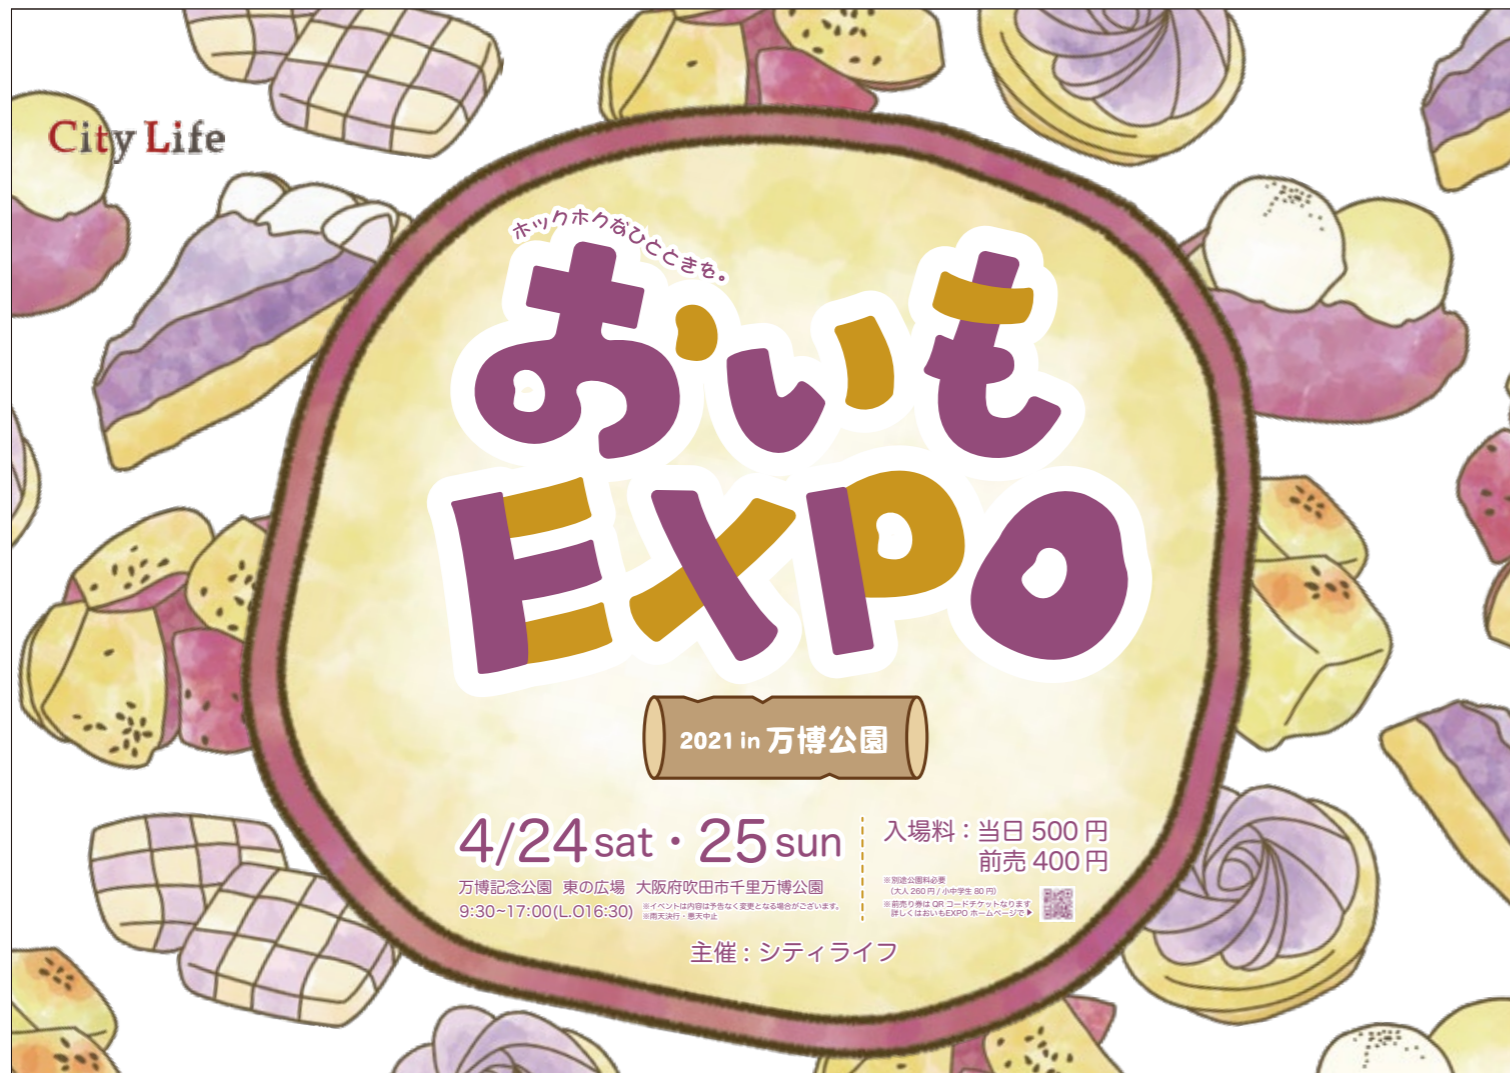 City Life
ホックホクなひとときを。
おいも
EXPO
2021 in 万博公園
4/24 sat・25 sun
万博記念公園 東の広場 大阪府吹田市千里万博公園
9:30~17:00(L.O16:30)
※イベントは内容は予告なく変更となる場合がございます。
※雨天決行・悪天中止
入場料：当日 500 円
前売 400 円
※別途公園料必要
(大人 260 円 / 小中学生 80 円)
※前売り券は QR コードチケットなります
詳しくはおいもEXPO ホームページで▶
主催：シティライフ